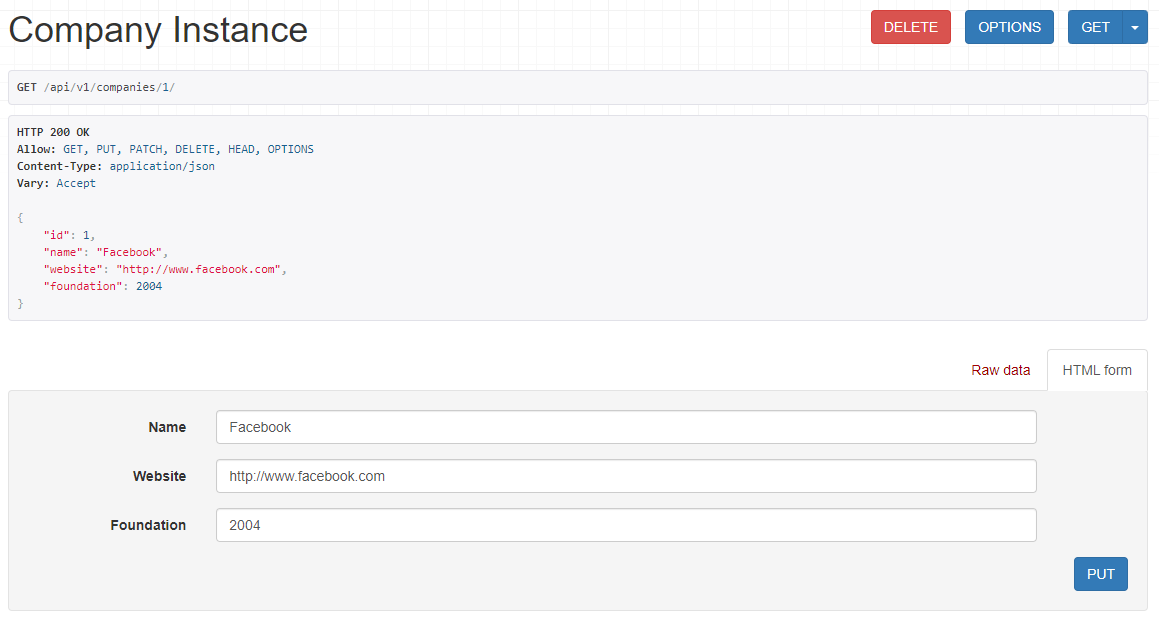 Company Instance
DELETE
OPTIONS
GET
GET /api/v1/companies/1/
HTTP 200 OK
Allow: GET, PUT, PATCH, DELETE, HEAD, OPTIONS
Content-Type: application/json
Vary: Accept
{
    "id": 1,
    "name": "Facebook",
    "website": "http://www.facebook.com",
    "foundation": 2004
}
Raw data
HTML form
Name Facebook
Website http://www.facebook.com
Foundation 2004
PUT